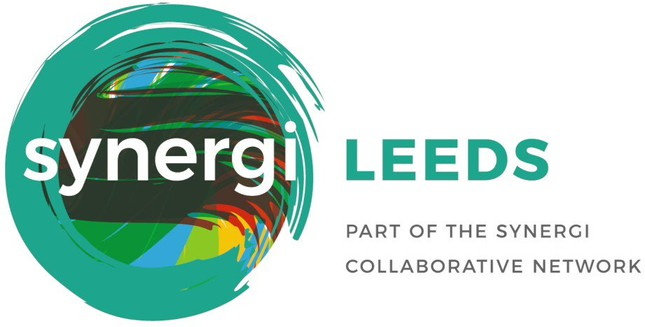 synergi
LEEDS
PART OF THE SYNERGI
COLLABORATIVE NETWORK